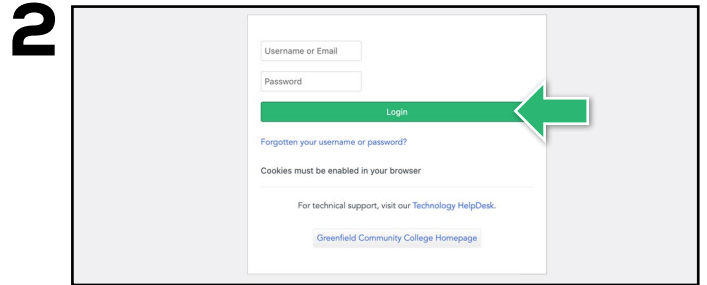 2
Username or Email
Password
Login
Forgotten your username or password?
Cookies must be enabled in your browser
For technical support, visit our Technology HelpDesk.
Greenfield Community College Homepage